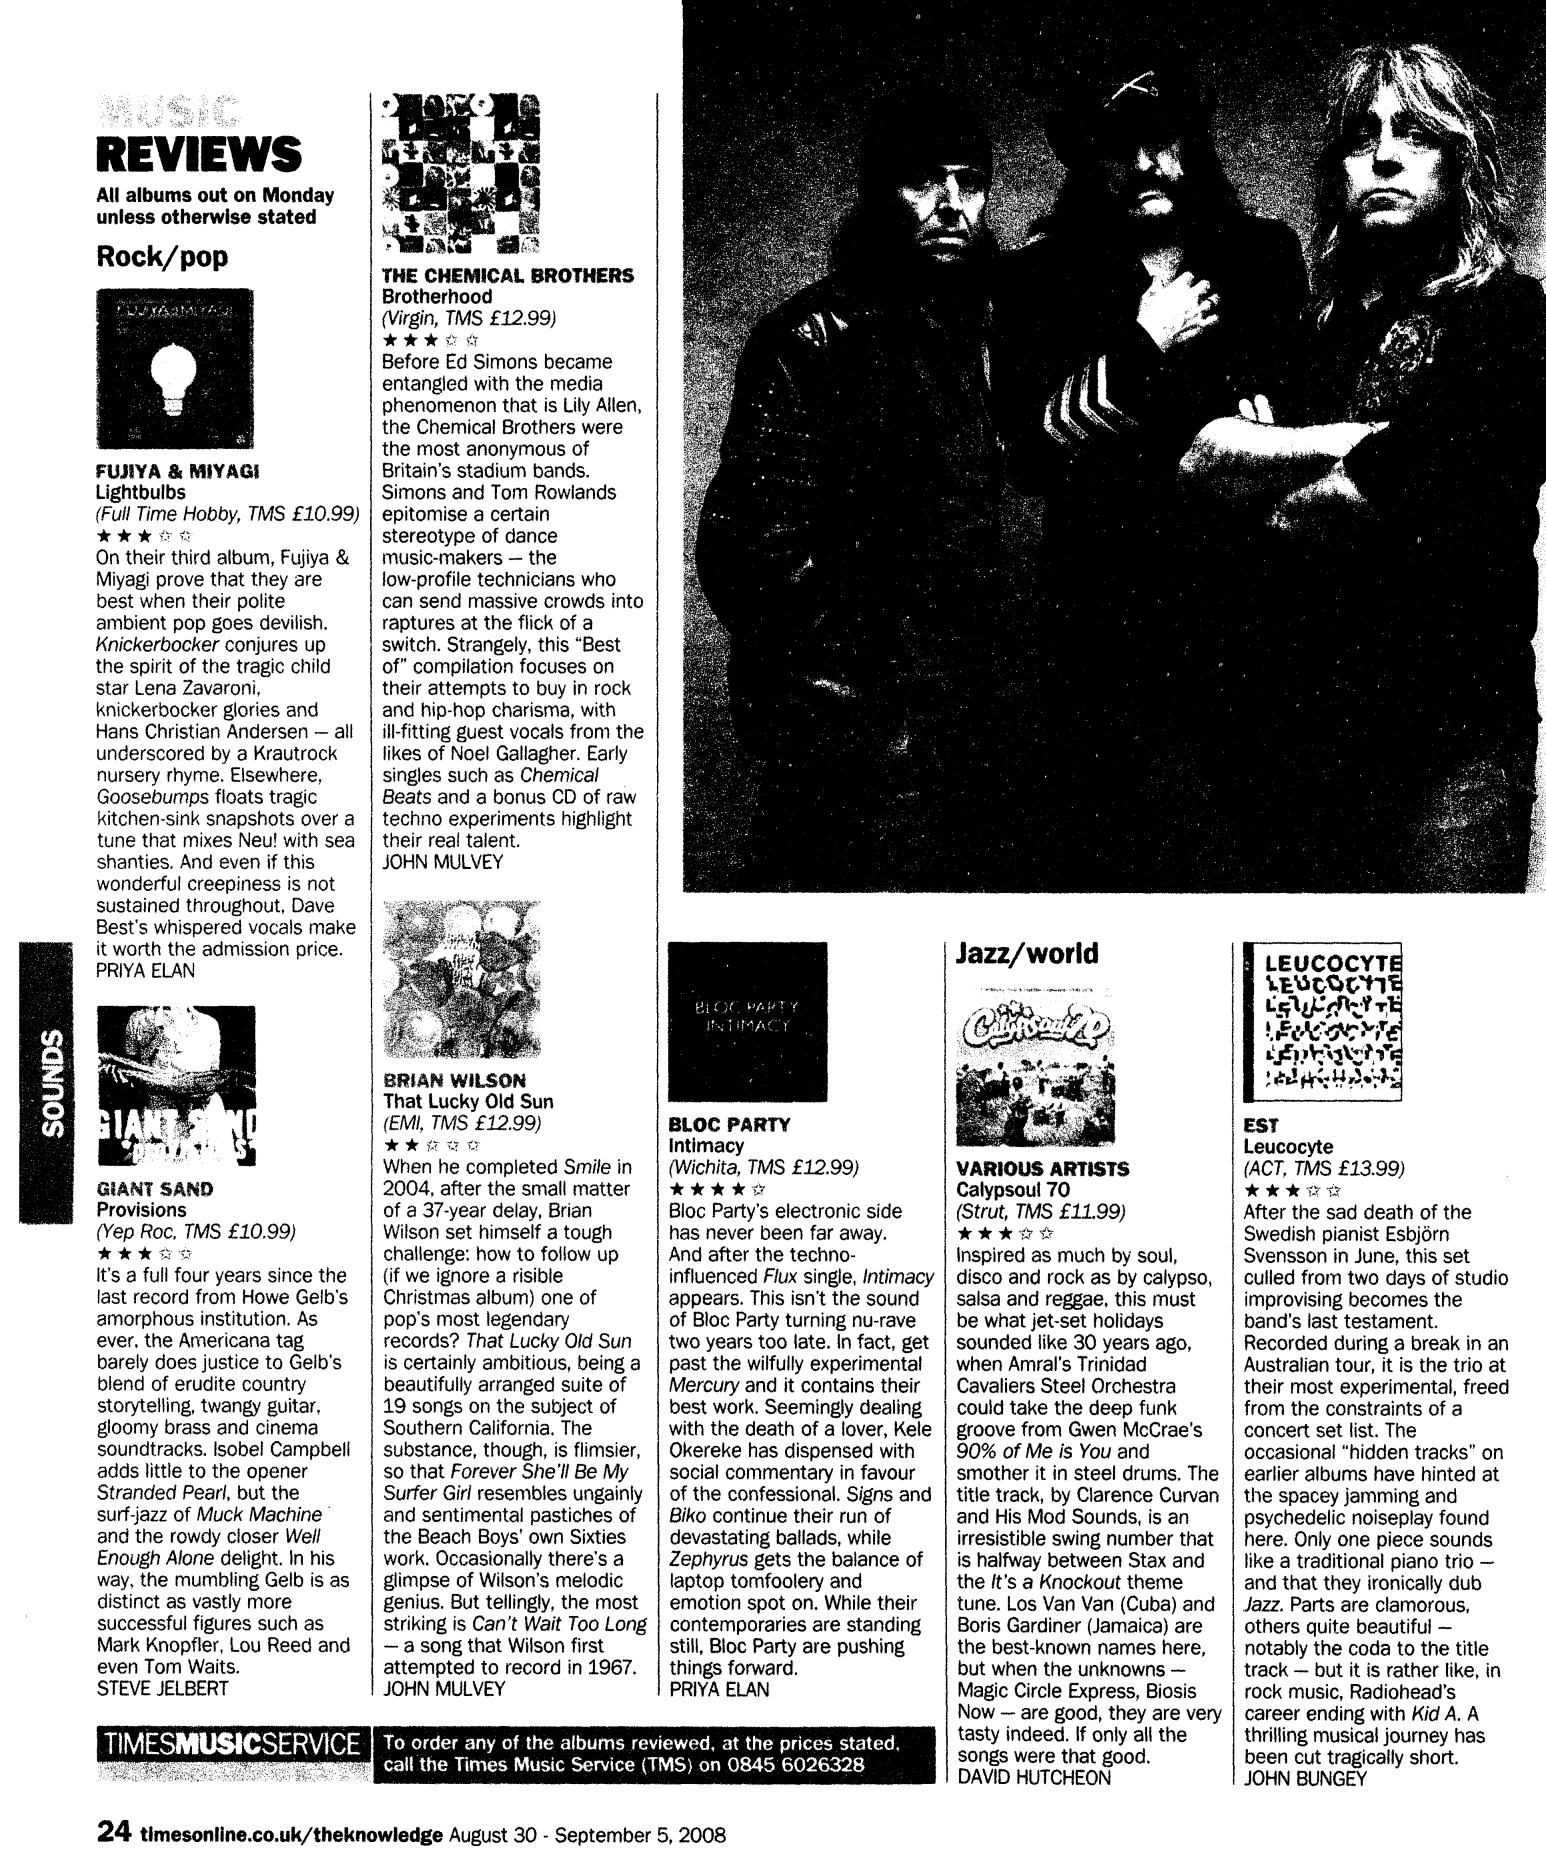 MUSIC
REVIEWS
All albums out on Monday
unless otherwise stated
Rock/pop
FUJIYA & MIYAGI
FUJIYA & MIYAGI
Lightbulbs
(Full Time Hobby, TMS £10.99)
★★★☆☆
On their third album, Fujiya &
Miyagi prove that they are
best when their polite
ambient pop goes devilish.
Knickerbocker conjures up
the spirit of the tragic child
star Lena Zavaroni,
knickerbocker glories and
Hans Christian Andersen — all
underscored by a Krautrock
nursery rhyme. Elsewhere,
Goosebumps floats tragic
kitchen-sink snapshots over a
tune that mixes Neu! with sea
shanties. And even if this
wonderful creepiness is not
sustained throughout, Dave
Best's whispered vocals make
it worth the admission price.
PRIYA ELAN
GIANT SAND
GIANT SAND
Provisions
(Yep Roc, TMS £10.99)
★★★☆☆
It's a full four years since the
last record from Howe Gelb's
amorphous institution. As
ever, the Americana tag
barely does justice to Gelb's
blend of erudite country
storytelling, twangy guitar,
gloomy brass and cinema
soundtracks. Isobel Campbell
adds little to the opener
Stranded Pearl, but the
surf-jazz of Muck Machine
and the rowdy closer Well
Enough Alone delight. In his
way, the mumbling Gelb is as
distinct as vastly more
successful figures such as
Mark Knopfler, Lou Reed and
even Tom Waits.
STEVE JELBERT
THE CHEMICAL BROTHERS
Brotherhood
(Virgin, TMS £12.99)
★★★☆☆
Before Ed Simons became
entangled with the media
phenomenon that is Lily Allen,
the Chemical Brothers were
the most anonymous of
Britain's stadium bands.
Simons and Tom Rowlands
epitomise a certain
stereotype of dance
music-makers — the
low-profile technicians who
can send massive crowds into
raptures at the flick of a
switch. Strangely, this “Best
of” compilation focuses on
their attempts to buy in rock
and hip-hop charisma, with
ill-fitting guest vocals from the
likes of Noel Gallagher. Early
singles such as Chemical
Beats and a bonus CD of raw
techno experiments highlight
their real talent.
JOHN MULVEY
BRIAN WILSON
That Lucky Old Sun
(EMI, TMS £12.99)
★★☆☆☆
When he completed Smile in
2004, after the small matter
of a 37-year delay, Brian
Wilson set himself a tough
challenge: how to follow up
(if we ignore a risible
Christmas album) one of
pop's most legendary
records? That Lucky Old Sun
is certainly ambitious, being a
beautifully arranged suite of
19 songs on the subject of
Southern California. The
substance, though, is flimsier,
so that Forever She'll Be My
Surfer Girl resembles ungainly
and sentimental pastiches of
the Beach Boys' own Sixties
work. Occasionally there's a
glimpse of Wilson's melodic
genius. But tellingly, the most
striking is Can't Wait Too Long
— a song that Wilson first
attempted to record in 1967.
JOHN MULVEY
BLOC PARTY
INTIMACY
BLOC PARTY
Intimacy
(Wichita, TMS £12.99)
★★★★☆
Bloc Party's electronic side
has never been far away.
And after the techno-
influenced Flux single, Intimacy
appears. This isn't the sound
of Bloc Party turning nu-rave
two years too late. In fact, get
past the wilfully experimental
Mercury and it contains their
best work. Seemingly dealing
with the death of a lover, Kele
Okereke has dispensed with
social commentary in favour
of the confessional. Signs and
Biko continue their run of
devastating ballads, while
Zephyrus gets the balance of
laptop tomfoolery and
emotion spot on. While their
contemporaries are standing
still, Bloc Party are pushing
things forward.
PRIYA ELAN
Jazz/world
Calypsoul 70
VARIOUS ARTISTS
Calypsoul 70
(Strut, TMS £11.99)
★★★☆☆
Inspired as much by soul,
disco and rock as by calypso,
salsa and reggae, this must
be what jet-set holidays
sounded like 30 years ago,
when Amral's Trinidad
Cavaliers Steel Orchestra
could take the deep funk
groove from Gwen McCrae's
90% of Me is You and
smother it in steel drums. The
title track, by Clarence Curvan
and His Mod Sounds, is an
irresistible swing number that
is halfway between Stax and
the It's a Knockout theme
tune. Los Van Van (Cuba) and
Boris Gardiner (Jamaica) are
the best-known names here,
but when the unknowns —
Magic Circle Express, Biosis
Now — are good, they are very
tasty indeed. If only all the
songs were that good.
DAVID HUTCHEON
LEUCOCYTE
LEUCOCYTE
EST
Leucocyte
(ACT, TMS £13.99)
★★★☆☆
After the sad death of the
Swedish pianist Esbjörn
Svensson in June, this set
culled from two days of studio
improvising becomes the
band's last testament.
Recorded during a break in an
Australian tour, it is the trio at
their most experimental, freed
from the constraints of a
concert set list. The
occasional “hidden tracks” on
earlier albums have hinted at
the spacey jamming and
psychedelic noiseplay found
here. Only one piece sounds
like a traditional piano trio —
and that they ironically dub
Jazz. Parts are clamorous,
others quite beautiful —
notably the coda to the title
track — but it is rather like, in
rock music, Radiohead's
career ending with Kid A. A
thrilling musical journey has
been cut tragically short.
JOHN BUNGEY
SOUNDS
TIMESMUSICSERVICE
To order any of the albums reviewed, at the prices stated,
call the Times Music Service (TMS) on 0845 6026328
24 timesonline.co.uk/theknowledge August 30 - September 5, 2008